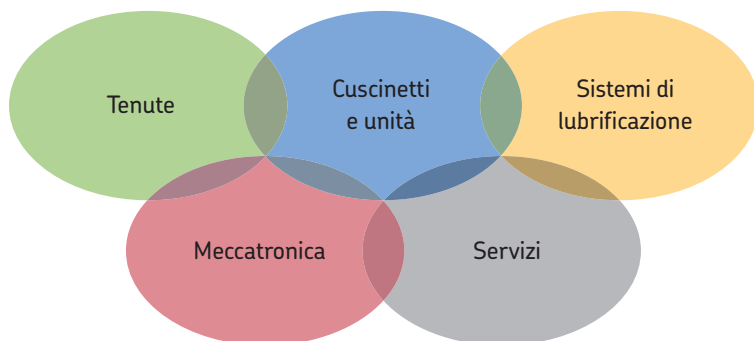 Tenute
Cuscinetti
e unità
Sistemi di
lubrificazione
Meccatronica
Servizi